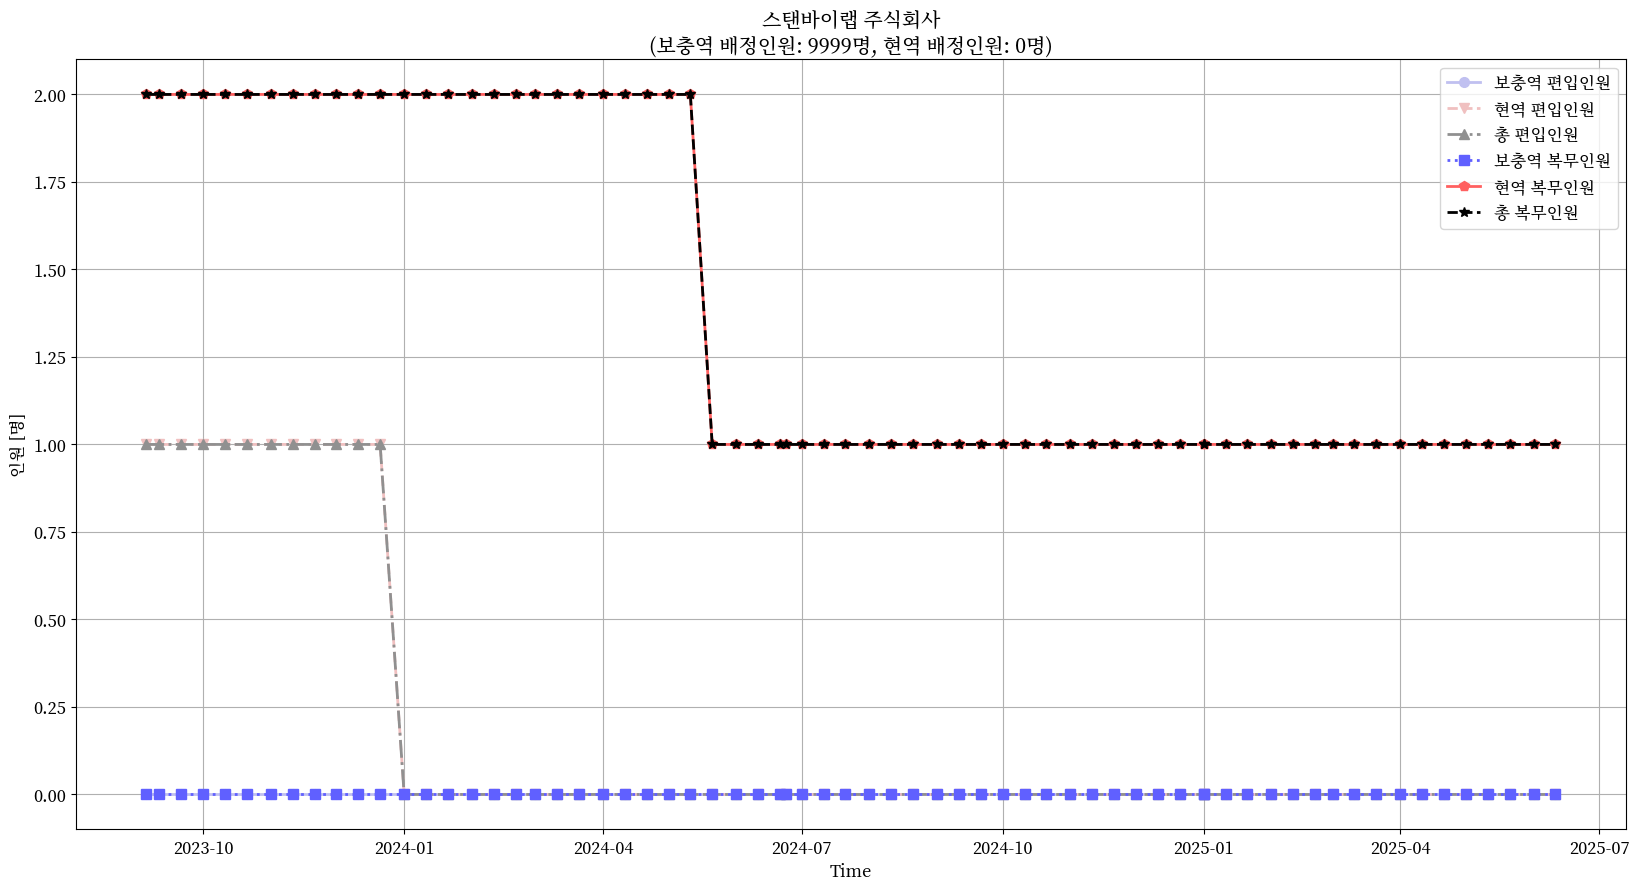 스탠바이랩 주식회사
(보충역 배정인원: 9999명, 현역 배정인원: 0명)
보충역 편입인원
현역 편입인원
총 편입인원
보충역 복무인원
현역 복무인원
총 복무인원
인원 [명]
2.00
1.75
1.50
1.25
1.00
0.75
0.50
0.25
0.00
2023-10
2024-01
2024-04
2024-07
2024-10
2025-01
2025-04
2025-07
Time